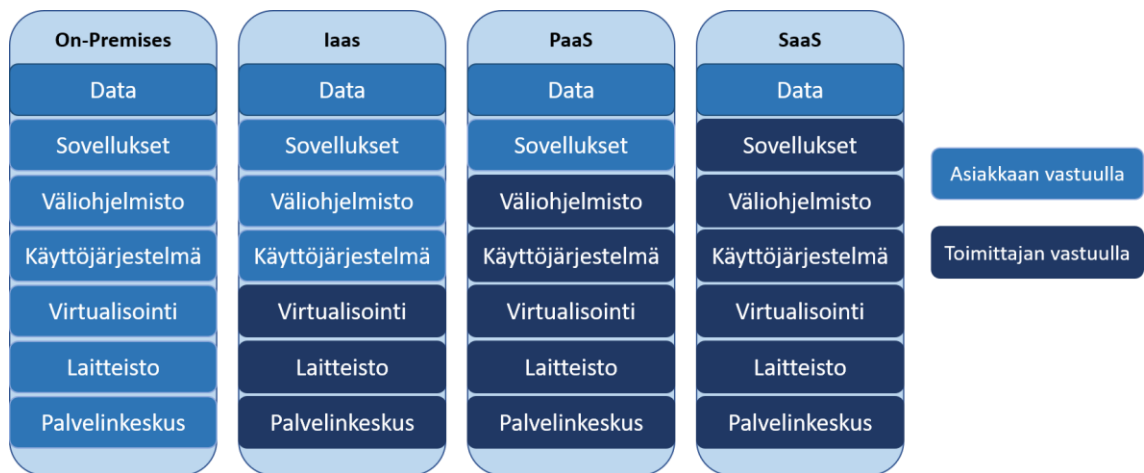 On-Premises
Data
Sovellukset
Väliohjelmisto
Käyttöjärjestelmä
Virtualisointi
Laitteisto
Palvelinkeskus
Iaas
Data
Sovellukset
Väliohjelmisto
Käyttöjärjestelmä
Virtualisointi
Laitteisto
Palvelinkeskus
PaaS
Data
Sovellukset
Väliohjelmisto
Käyttöjärjestelmä
Virtualisointi
Laitteisto
Palvelinkeskus
SaaS
Data
Sovellukset
Väliohjelmisto
Käyttöjärjestelmä
Virtualisointi
Laitteisto
Palvelinkeskus
Asiakkaan vastuulla
Toimittajan vastuulla